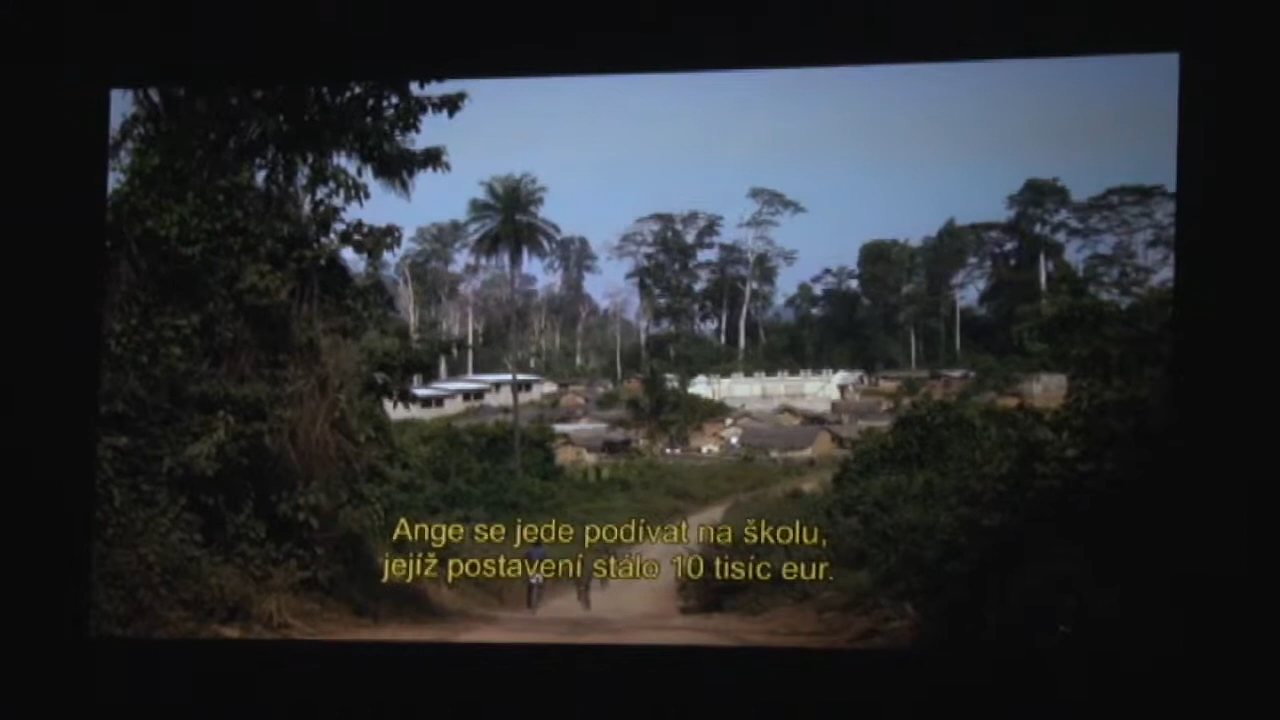 Ange se jede podívat na školu,
jejíž postavení stálo 10 tisíc eur.